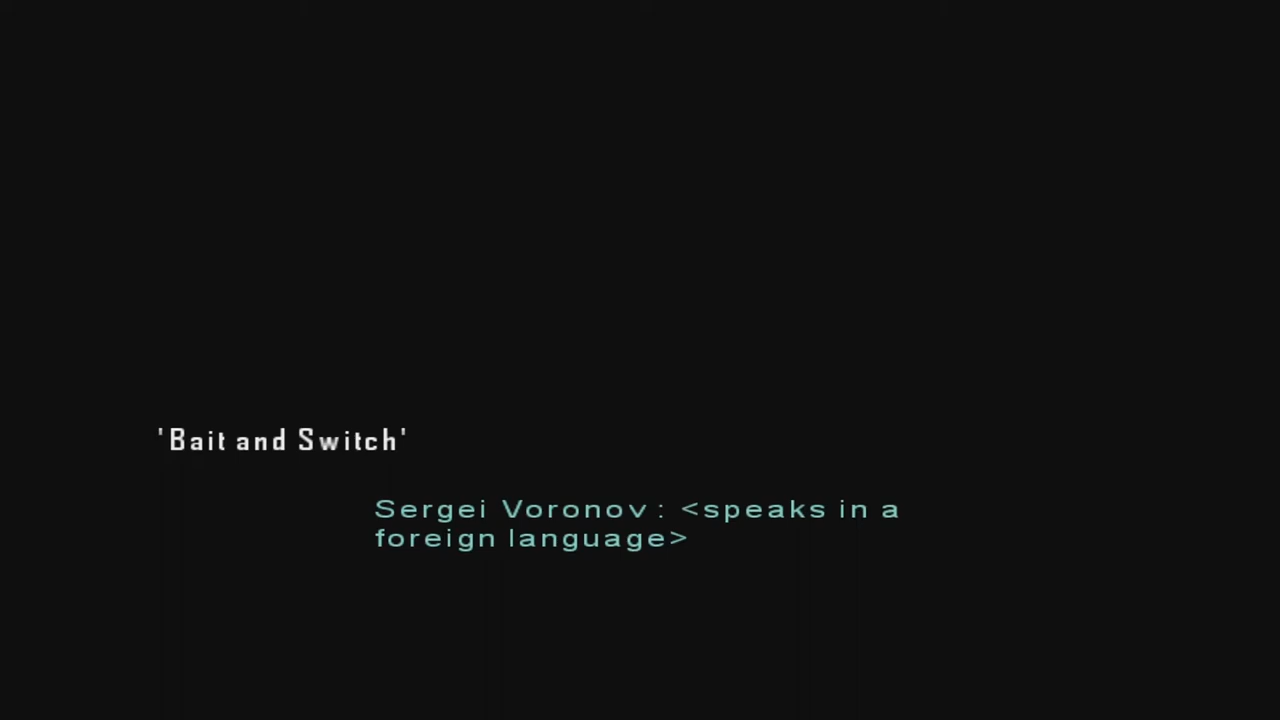 'Bait and Switch'
Sergei Voronov: <speaks in a
foreign language>